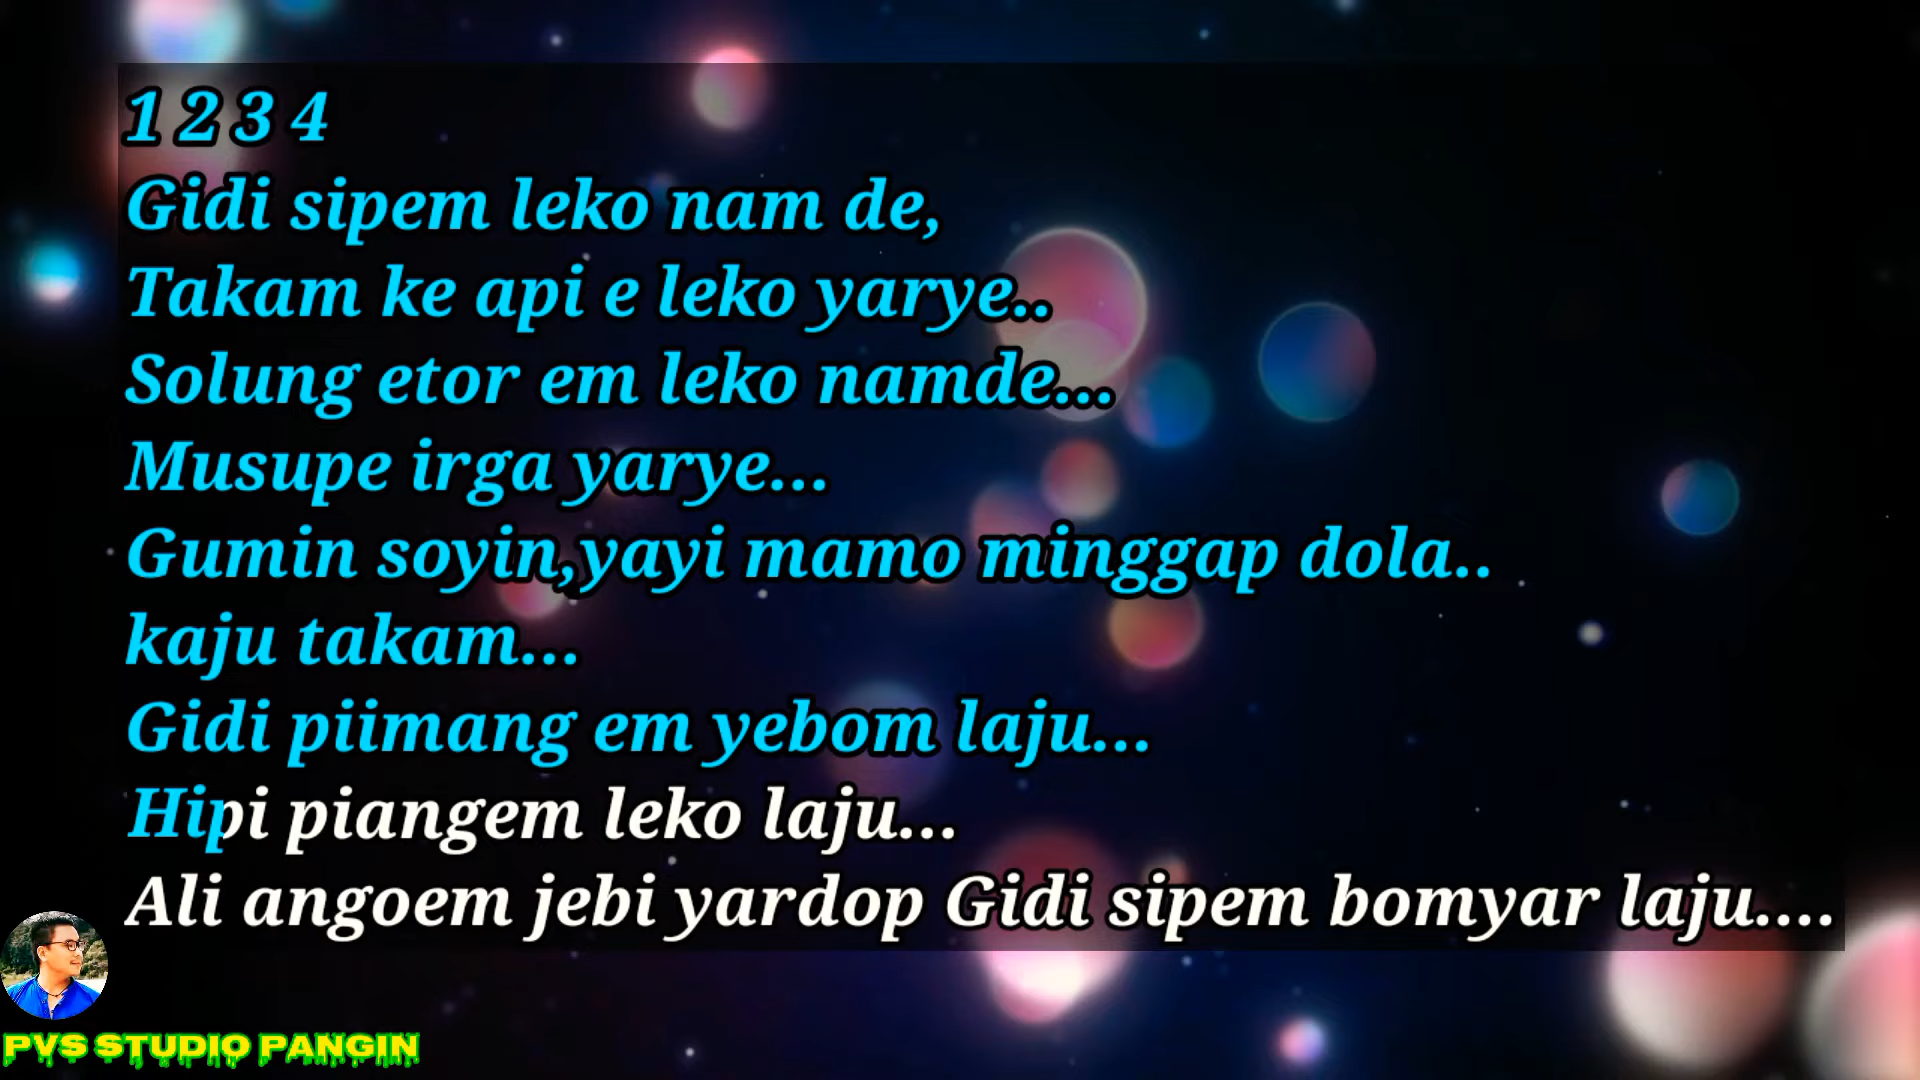 1 2 3 4
Gidi sipem leko nam de,
Takam ke api e leko yarye..
Solung etor em leko namde...
Musupe irga yarye...
Gumin soyin,yayi mamo minggap dola..
kaju takam...
Gidi piimang em yebom laju...
Hipi piangem leko laju...
Ali angoem jebi yardop Gidi sipem bomyar laju....
PVS STUDIO PANGIN